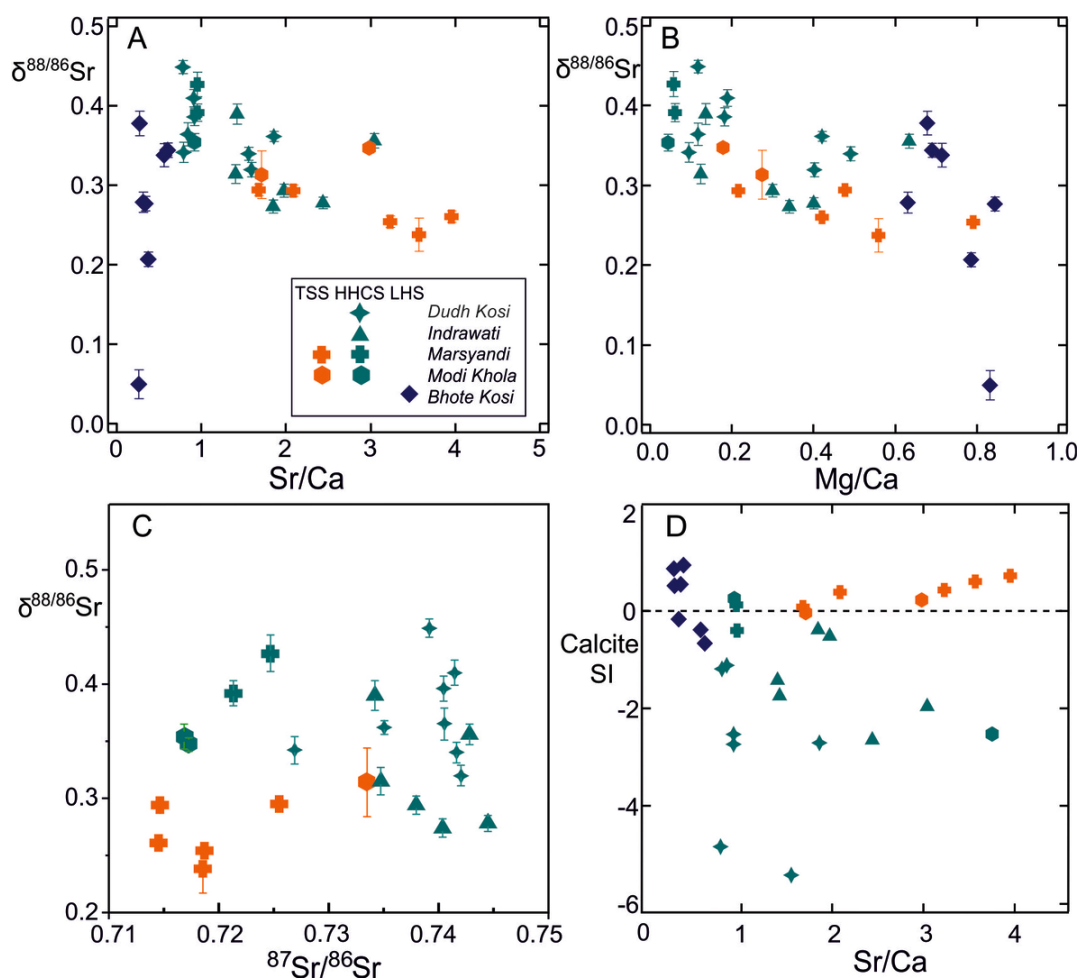 A
0.5
δ88/86Sr
0.4
0.3
0.2
0.1
0.0
0 1 2 3 4 5
Sr/Ca
TSS HHCS LHS
Dudh Kosi
Indrawati
Marsyandi
Modi Khola
Bhote Kosi
B
0.5
δ88/86Sr
0.4
0.3
0.2
0.1
0.0
0.0 0.2 0.4 0.6 0.8 1.0
Mg/Ca
C
0.5
δ88/86Sr
0.4
0.3
0.2
0.71 0.72 0.73 0.74 0.75
87Sr/86Sr
D
2
0
Calcite
SI
-2
-4
-6
0 1 2 3 4
Sr/Ca